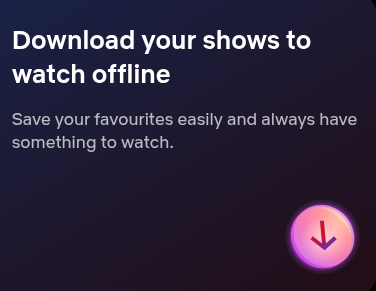 Download your shows to
watch offline
Save your favourites easily and always have
something to watch.